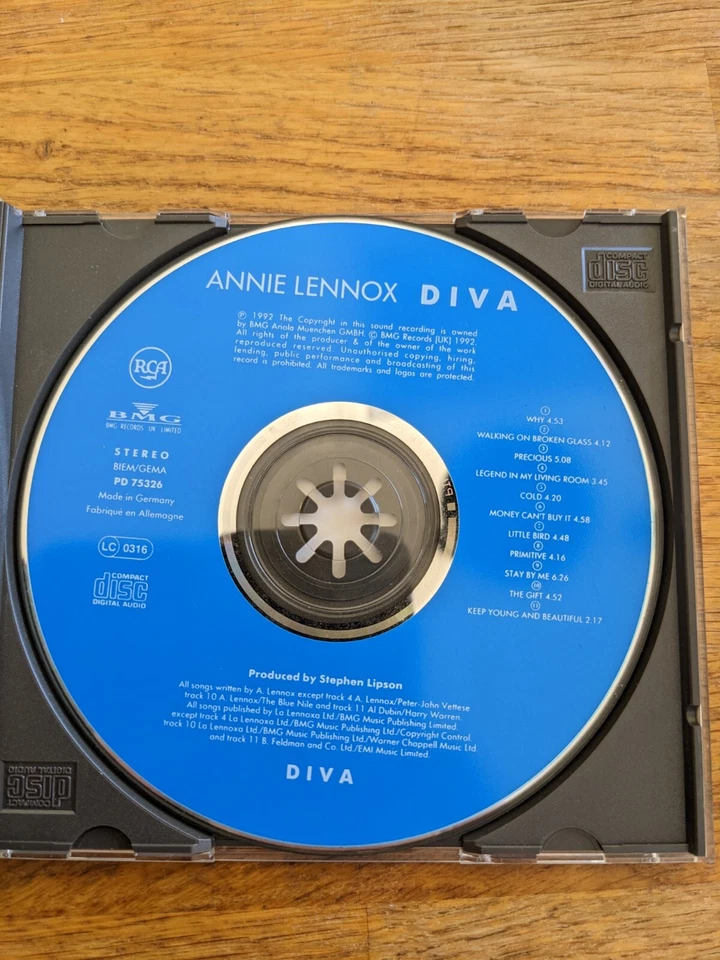 ANNIE LENNOX DIVA
℗ 1992 The Copyright in this sound recording is owned
by BMG Ariola Muenchen GMBH. © BMG Records [UK] 1992.
All rights of the producer & of the owner of the work
reproduced reserved. Unauthorised copying, hiring,
lending, public performance and broadcasting of this
record is prohibited. All trademarks and logos are protected.
RCA
BMG
BMG RECORDS UK LIMITED
STEREO
BIEM/GEMA
PD 75326
Made in Germany
Fabriqué en Allemagne
LC 0316
COMPACT
disc
DIGITAL AUDIO
1
WHY 4.53
2
WALKING ON BROKEN GLASS 4.12
3
PRECIOUS 5.08
4
LEGEND IN MY LIVING ROOM 3.45
5
COLD 4.20
6
MONEY CAN'T BUY IT 4.58
7
LITTLE BIRD 4.48
8
PRIMITIVE 4.16
9
STAY BY ME 6.26
10
THE GIFT 4.52
11
KEEP YOUNG AND BEAUTIFUL 2.17
Produced by Stephen Lipson
All songs written by A. Lennox except track 4 A. Lennox/Peter-John Vettese
track 10 A. Lennox/The Blue Nile and track 11 Al Dubin/Harry Warren.
All songs published by La Lennoxa Ltd./BMG Music Publishing Limited.
except track 4 La Lennoxa Ltd./BMG Music Publishing Ltd./Copyright Control.
track 10 La Lennoxa Ltd./BMG Music Publishing Ltd./Warner Chappell Music Ltd.
and track 11 B. Feldman and Co. Ltd./EMI Music Limited.
DIVA
COMPACT
disc
DIGITAL AUDIO
COMPACT
disc
DIGITAL AUDIO